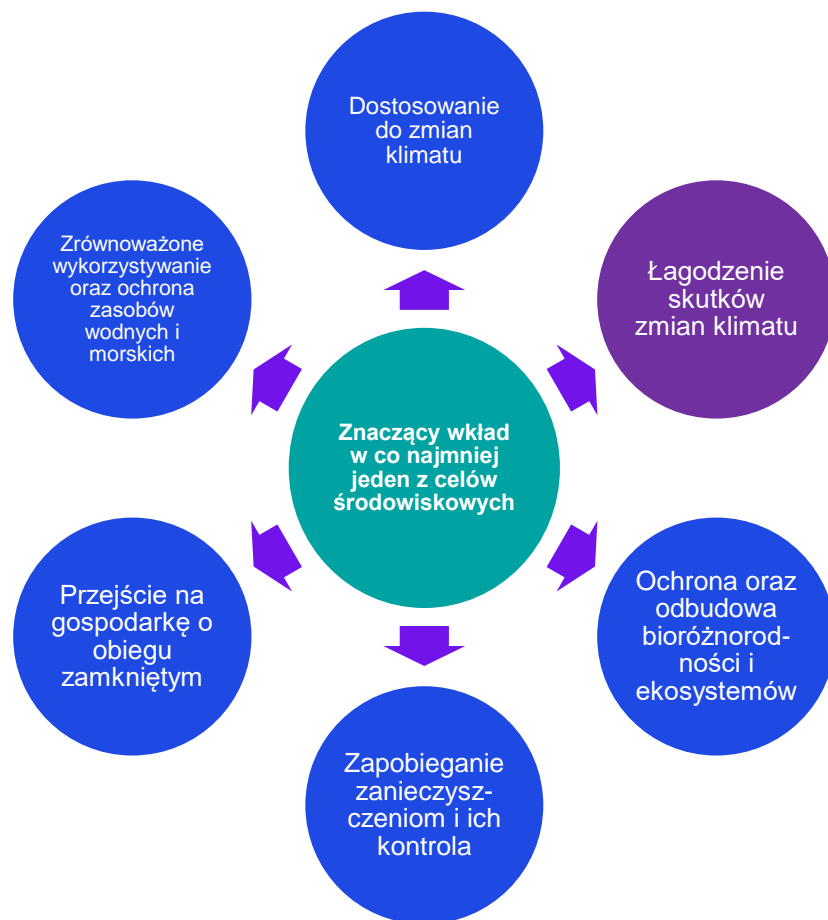 Dostosowanie
do zmian
klimatu
Zrównoważone
wykorzystywanie
oraz ochrona
zasobów
wodnych i
morskich
Łagodzenie
skutków
zmian klimatu
Znaczący wkład
w co najmniej
jeden z celów
środowiskowych
Przejście na
gospodarkę o
obiegu
zamkniętym
Ochrona oraz
odbudowa
bioróżnorod-
ności i
ekosystemów
Zapobieganie
zanieczysz-
czeniom i ich
kontrola